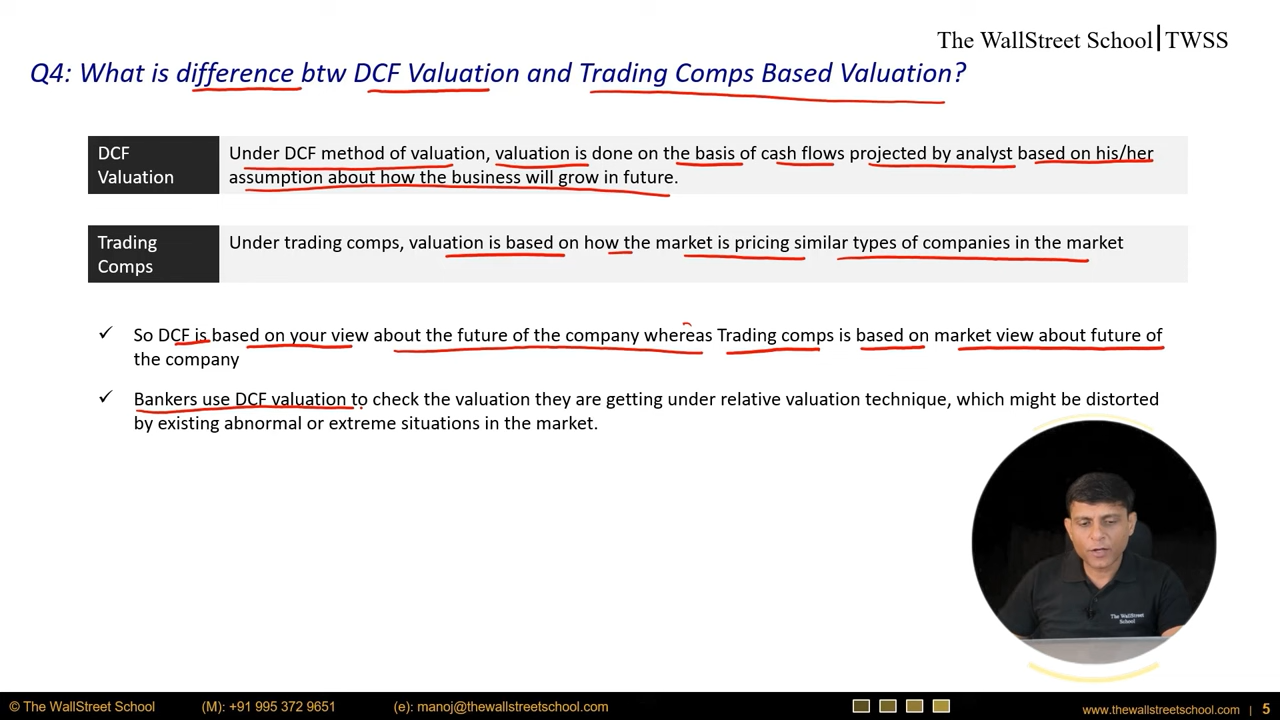 The WallStreet School|TWSS
Q4: What is difference btw DCF Valuation and Trading Comps Based Valuation?
DCF
Valuation
Under DCF method of valuation, valuation is done on the basis of cash flows projected by analyst based on his/her
assumption about how the business will grow in future.
Trading
Comps
Under trading comps, valuation is based on how the market is pricing similar types of companies in the market
✓ So DCF is based on your view about the future of the company whereas Trading comps is based on market view about future of
the company
✓ Bankers use DCF valuation to check the valuation they are getting under relative valuation technique, which might be distorted
by existing abnormal or extreme situations in the market.
The WallStreet
School
© The WallStreet School (M): +91 995 372 9651 (e): manoj@thewallstreetschool.com www.thewallstreetschool.com | 5